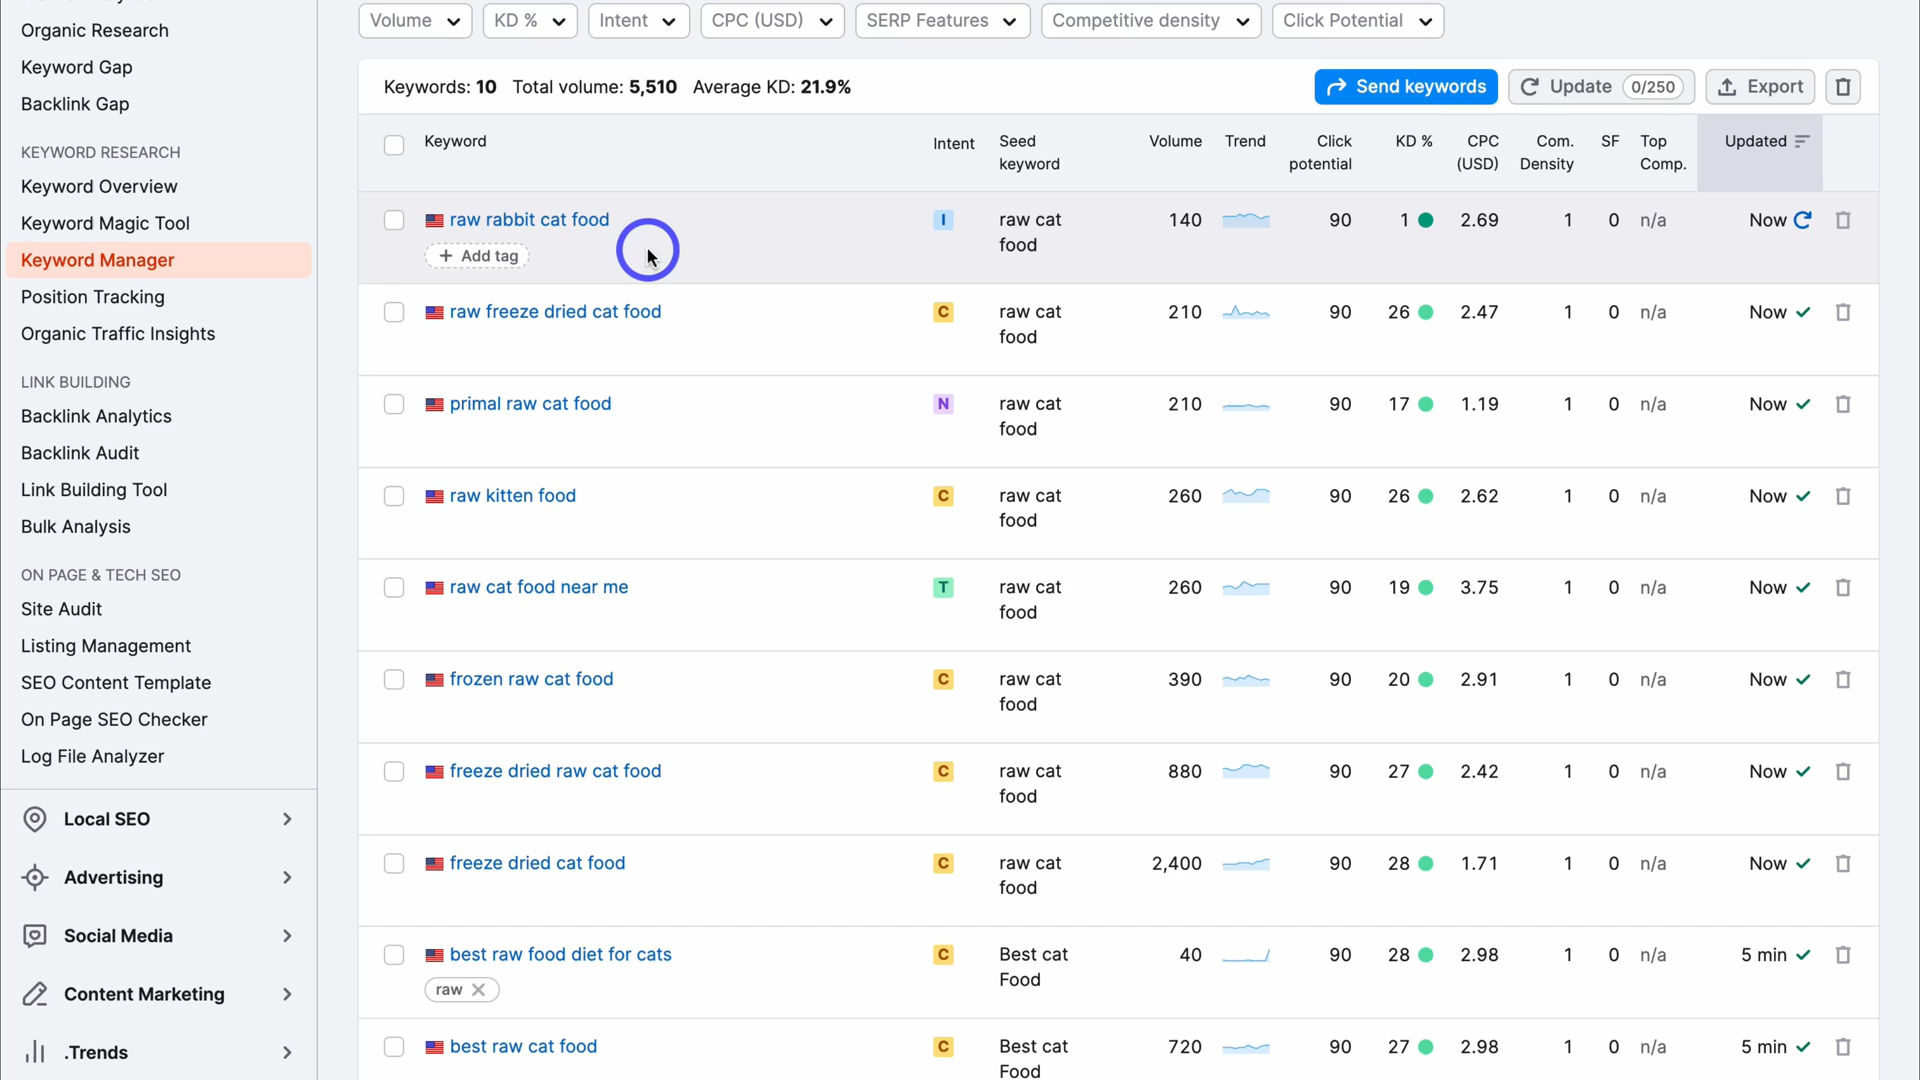 Organic Research
Keyword Gap
Backlink Gap
KEYWORD RESEARCH
Keyword Overview
Keyword Magic Tool
Keyword Manager
Position Tracking
Organic Traffic Insights
LINK BUILDING
Backlink Analytics
Backlink Audit
Link Building Tool
Bulk Analysis
ON PAGE & TECH SEO
Site Audit
Listing Management
SEO Content Template
On Page SEO Checker
Log File Analyzer
Local SEO
Advertising
Social Media
Content Marketing
.Trends
Volume KD % Intent CPC (USD) SERP Features Competitive density Click Potential
Keywords: 10 Total volume: 5,510 Average KD: 21.9% Send keywords Update 0/250 Export
Keyword Intent Seed keyword Volume Trend Click potential KD % CPC (USD) Com. Density SF Top Comp. Updated
raw rabbit cat food I raw cat food 140 90 1 2.69 1 0 n/a Now
+ Add tag
raw freeze dried cat food C raw cat food 210 90 26 2.47 1 0 n/a Now
primal raw cat food N raw cat food 210 90 17 1.19 1 0 n/a Now
raw kitten food C raw cat food 260 90 26 2.62 1 0 n/a Now
raw cat food near me T raw cat food 260 90 19 3.75 1 0 n/a Now
frozen raw cat food C raw cat food 390 90 20 2.91 1 0 n/a Now
freeze dried raw cat food C raw cat food 880 90 27 2.42 1 0 n/a Now
freeze dried cat food C raw cat food 2,400 90 28 1.71 1 0 n/a Now
best raw food diet for cats C Best cat Food 40 90 28 2.98 1 0 n/a 5 min
raw
best raw cat food C Best cat Food 720 90 27 2.98 1 0 n/a 5 min